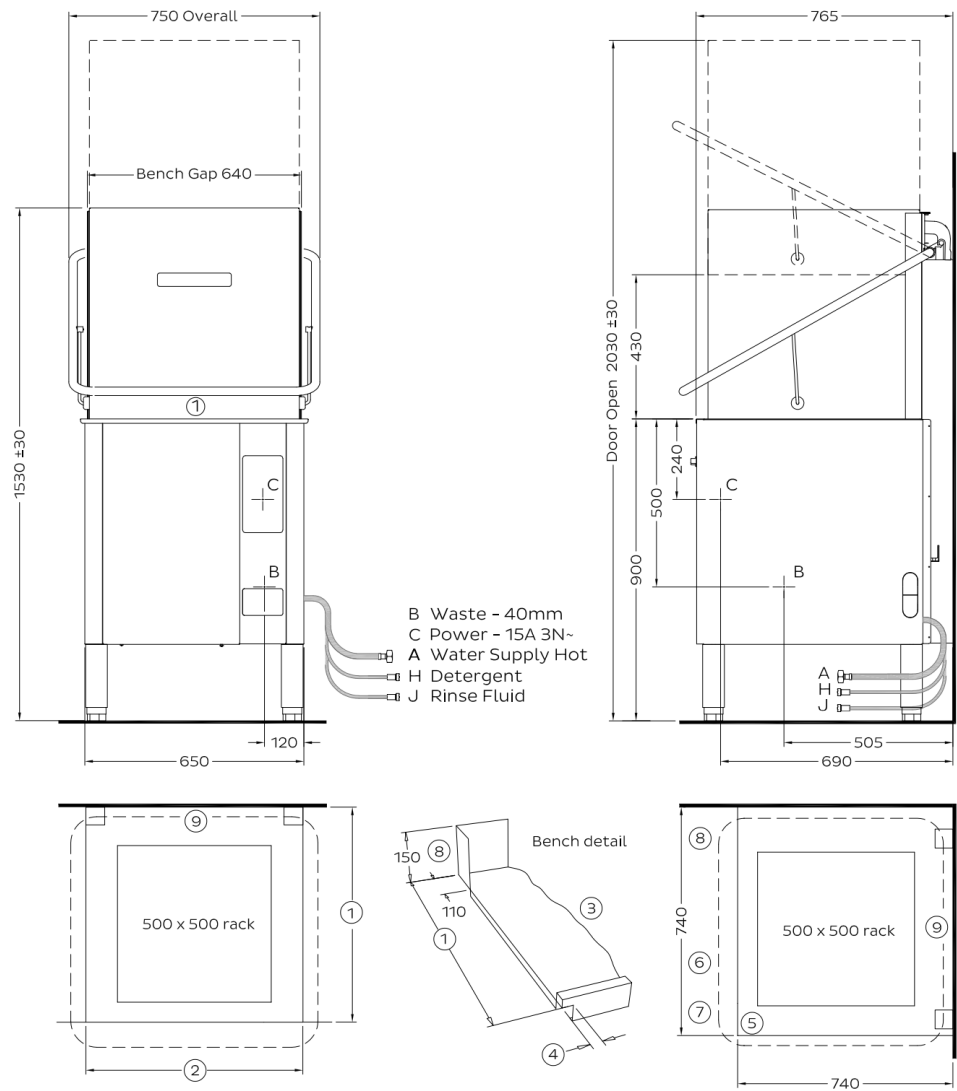 750 Overall
765
Bench Gap 640
1530 ±30
Door Open 2030 ±30
430
240
500
900
1
C
B
C
B
B Waste - 40mm
C Power - 15A 3N~
A Water Supply Hot
H Detergent
J Rinse Fluid
A
H
J
120
650
505
690
9
500 x 500 rack
1
2
Bench detail
150
8
110
1
3
4
8
740
6
7
5
500 x 500 rack
9
740